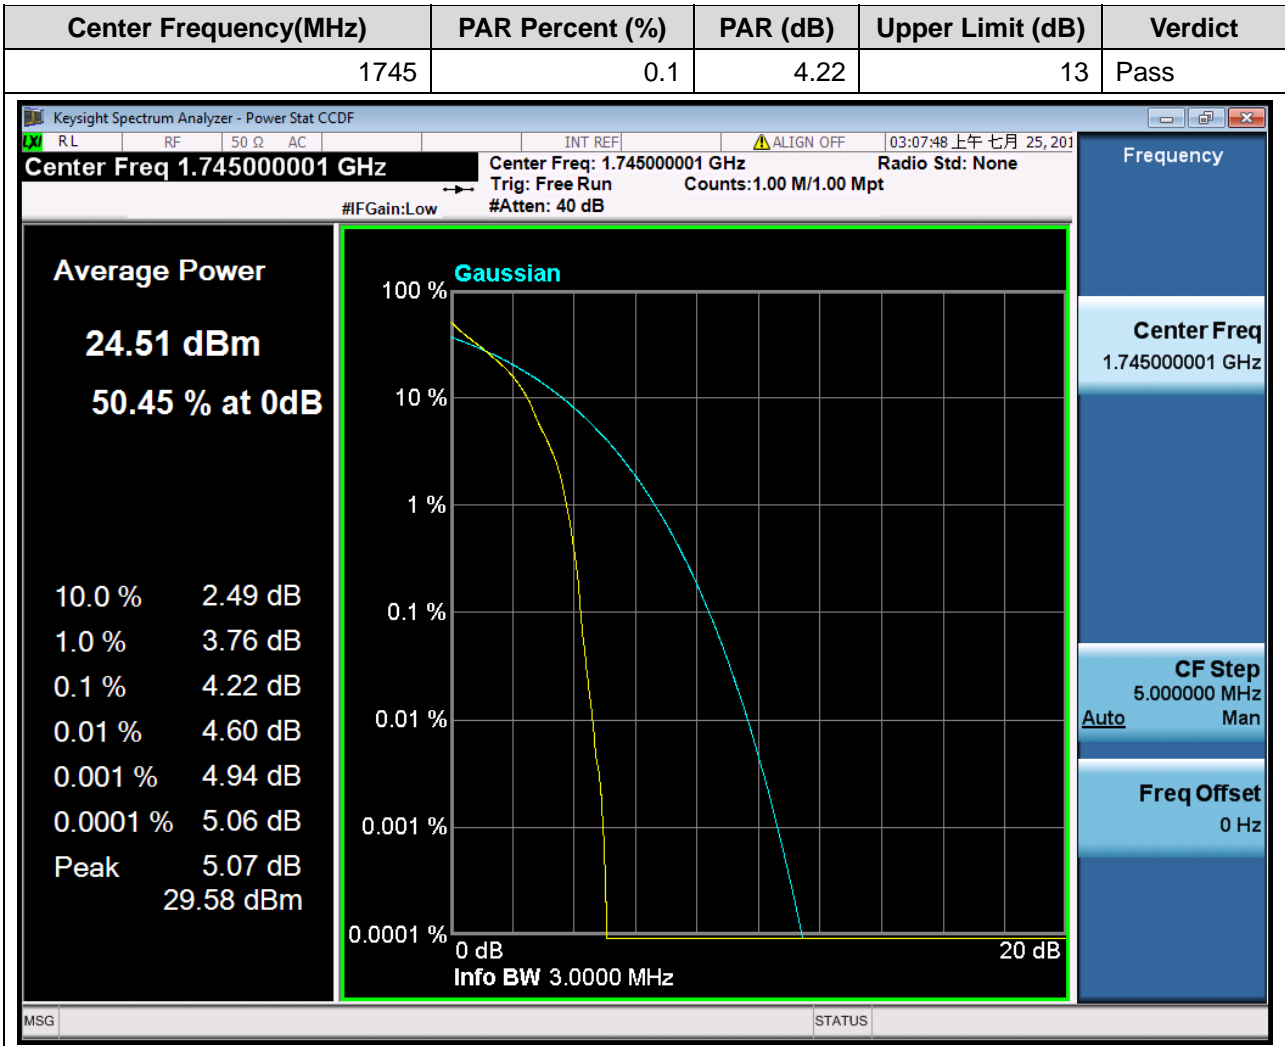 Center Frequency(MHz) PAR Percent (%) PAR (dB) Upper Limit (dB) Verdict
1745 0.1 4.22 13 Pass
Keysight Spectrum Analyzer - Power Stat CCDF
LXI RL RF 50 Ω AC INT REF ALIGN OFF 03:07:48 上午 七月 25, 201
Center Freq 1.745000001 GHz
Center Freq: 1.745000001 GHz Radio Std: None
Trig: Free Run Counts:1.00 M/1.00 Mpt
#IFGain:Low #Atten: 40 dB
Frequency
Average Power
24.51 dBm
50.45 % at 0dB
10.0 % 2.49 dB
1.0 % 3.76 dB
0.1 % 4.22 dB
0.01 % 4.60 dB
0.001 % 4.94 dB
0.0001 % 5.06 dB
Peak 5.07 dB
29.58 dBm
Gaussian
100 %
10 %
1 %
0.1 %
0.01 %
0.001 %
0.0001 %
0 dB 20 dB
Info BW 3.0000 MHz
Center Freq
1.745000001 GHz
CF Step
5.000000 MHz
Auto Man
Freq Offset
0 Hz
MSG STATUS